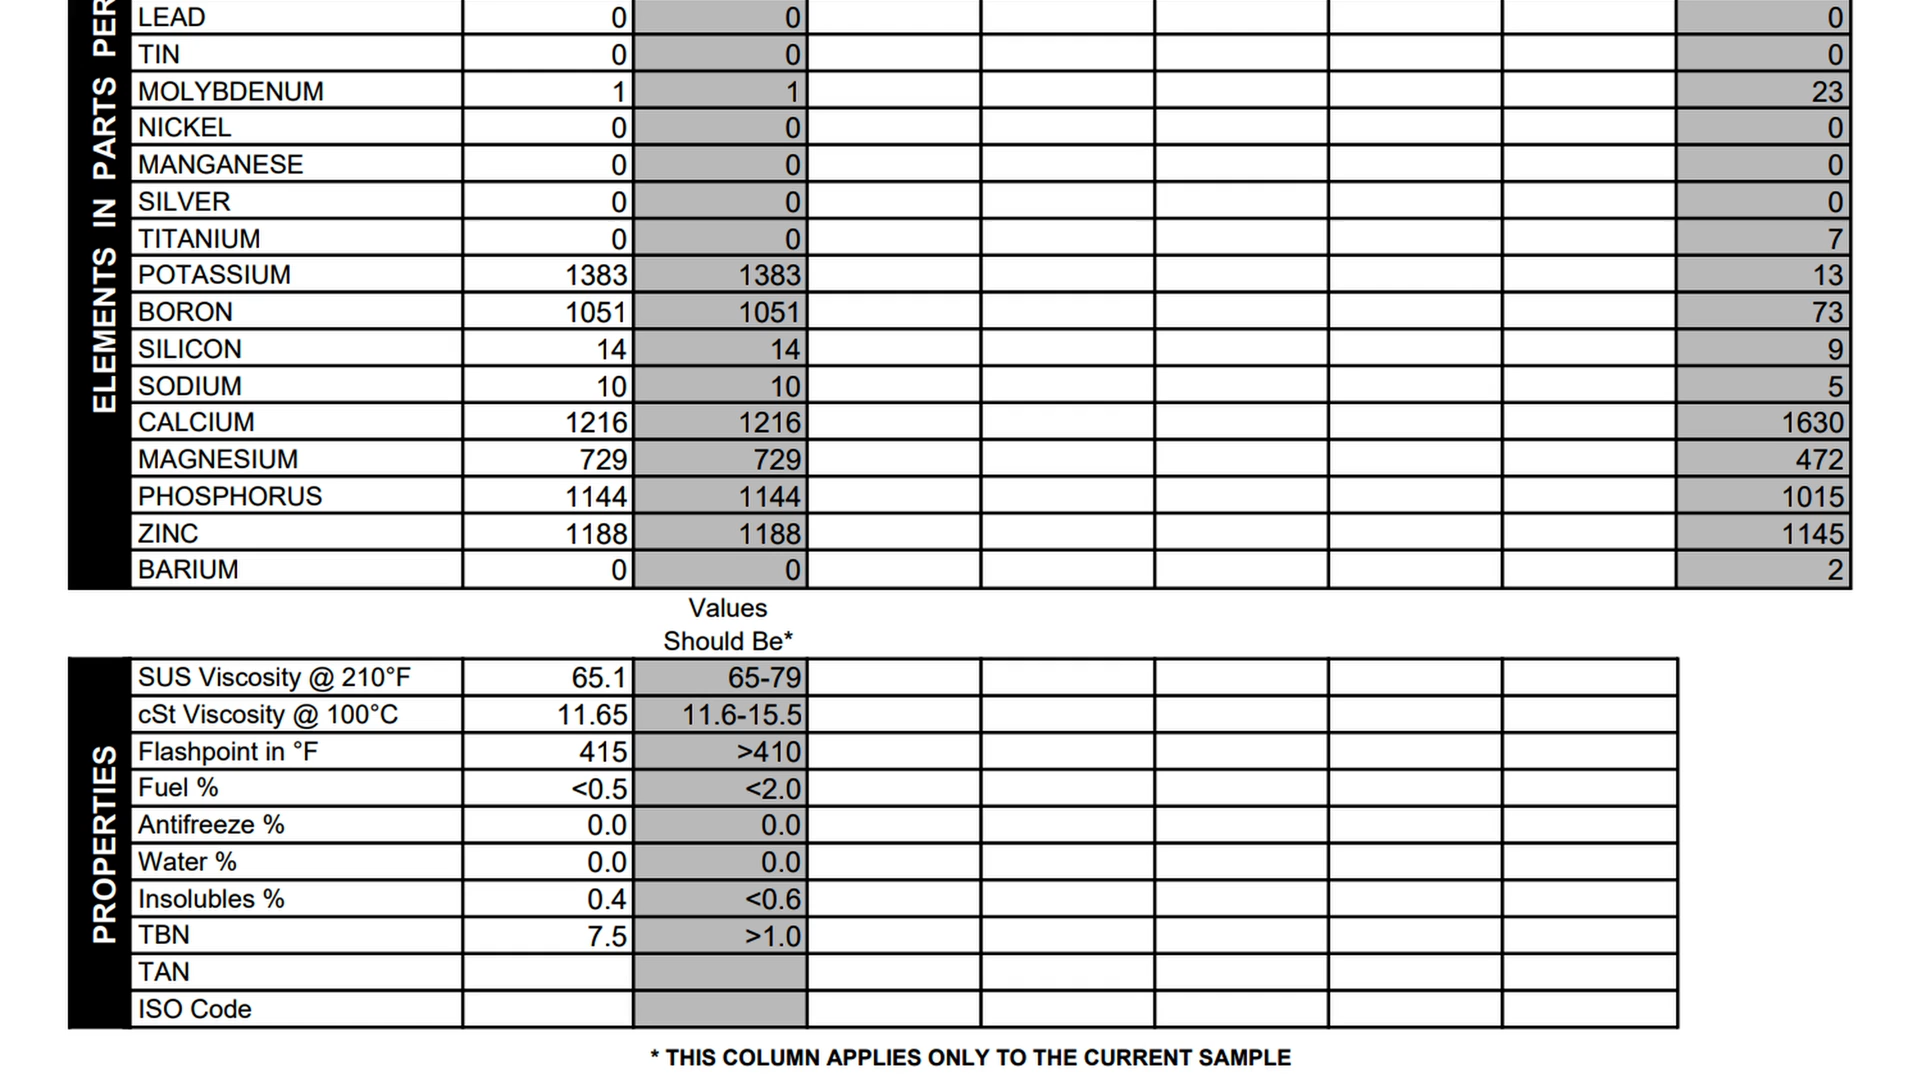 ELEMENTS IN PARTS PER
LEAD 0 0 0
TIN 0 0 0
MOLYBDENUM 1 1 23
NICKEL 0 0 0
MANGANESE 0 0 0
SILVER 0 0 0
TITANIUM 0 0 7
POTASSIUM 1383 1383 13
BORON 1051 1051 73
SILICON 14 14 9
SODIUM 10 10 5
CALCIUM 1216 1216 1630
MAGNESIUM 729 729 472
PHOSPHORUS 1144 1144 1015
ZINC 1188 1188 1145
BARIUM 0 0 2
Values
Should Be*
PROPERTIES
SUS Viscosity @ 210°F 65.1 65-79
cSt Viscosity @ 100°C 11.65 11.6-15.5
Flashpoint in °F 415 >410
Fuel % <0.5 <2.0
Antifreeze % 0.0 0.0
Water % 0.0 0.0
Insolubles % 0.4 <0.6
TBN 7.5 >1.0
TAN
ISO Code
* THIS COLUMN APPLIES ONLY TO THE CURRENT SAMPLE